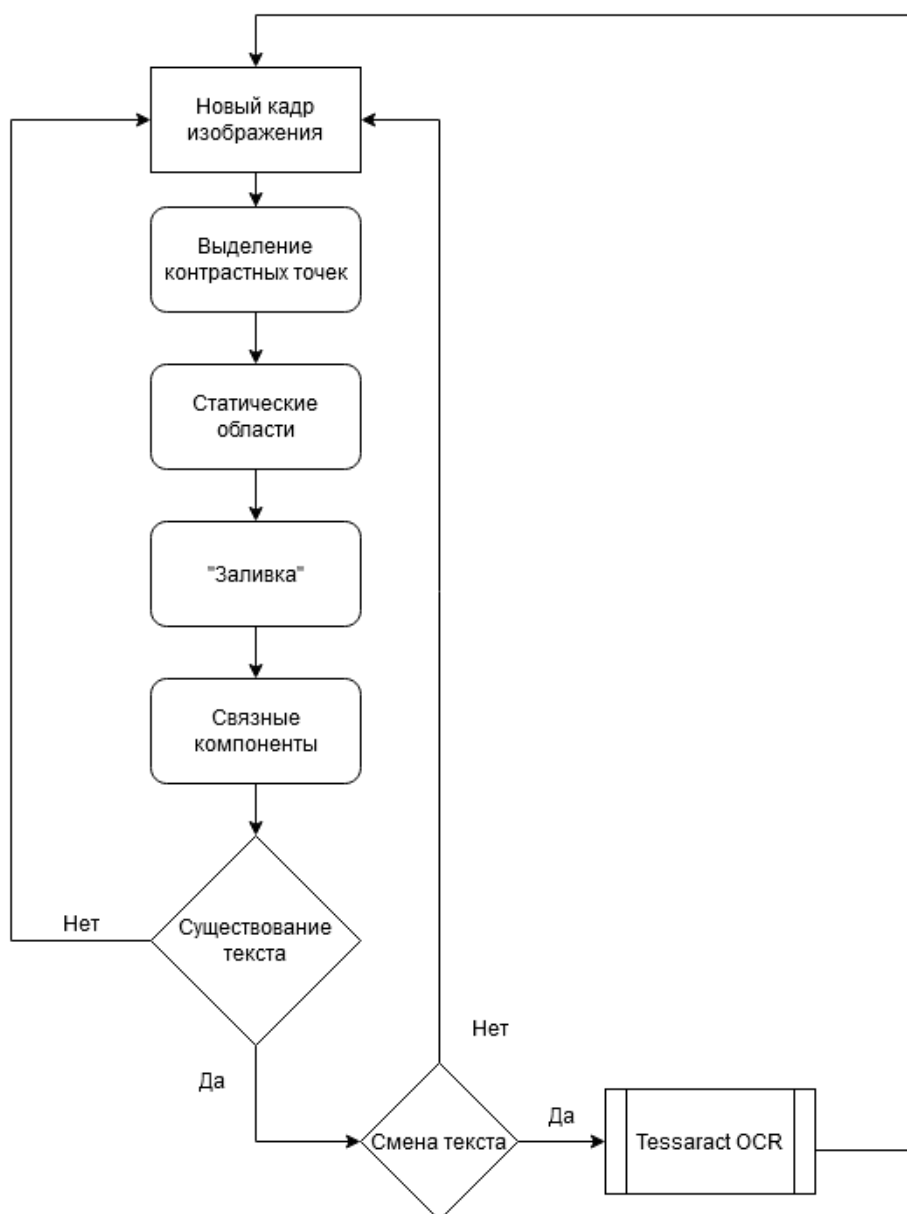 Новый кадр
изображения
Выделение
контрастных точек
Статические
области
"Заливка"
Связные
компоненты
Нет
Существование
текста
Нет
Да
Смена текста
Да
Tessaract OCR